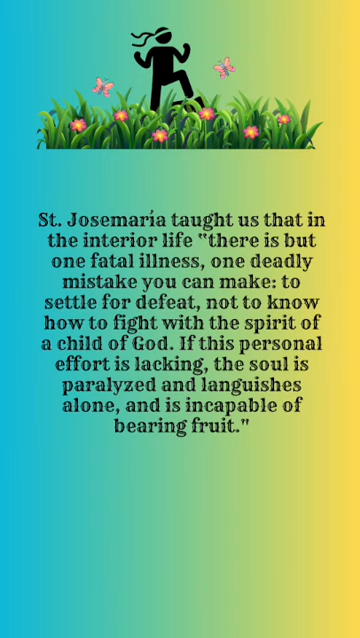 St. Josemaría taught us that in
the interior life "there is but
one fatal illness, one deadly
mistake you can make: to
settle for defeat, not to know
how to fight with the spirit of
a child of God. If this personal
effort is lacking, the soul is
paralyzed and languishes
alone, and is incapable of
bearing fruit."